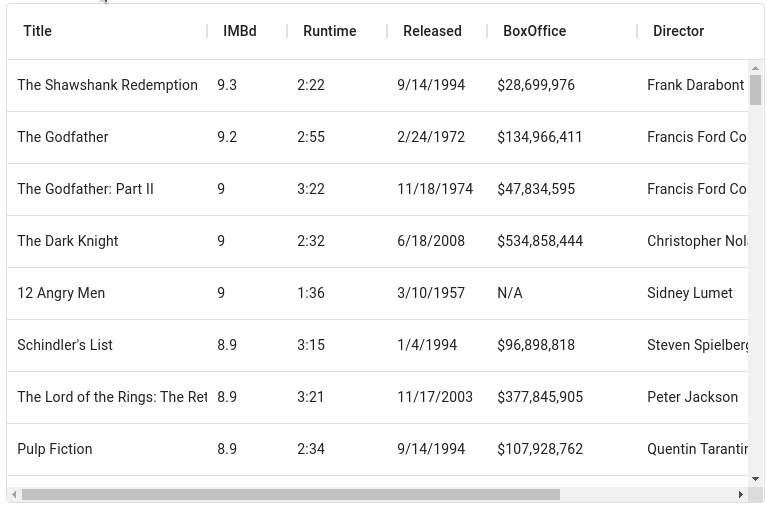 Title IMBd Runtime Released BoxOffice Director
The Shawshank Redemption 9.3 2:22 9/14/1994 $28,699,976 Frank Darabont
The Godfather 9.2 2:55 2/24/1972 $134,966,411 Francis Ford Co
The Godfather: Part II 9 3:22 11/18/1974 $47,834,595 Francis Ford Co
The Dark Knight 9 2:32 6/18/2008 $534,858,444 Christopher Nol
12 Angry Men 9 1:36 3/10/1957 N/A Sidney Lumet
Schindler's List 8.9 3:15 1/4/1994 $96,898,818 Steven Spielberg
The Lord of the Rings: The Ret 8.9 3:21 11/17/2003 $377,845,905 Peter Jackson
Pulp Fiction 8.9 2:34 9/14/1994 $107,928,762 Quentin Tarantin